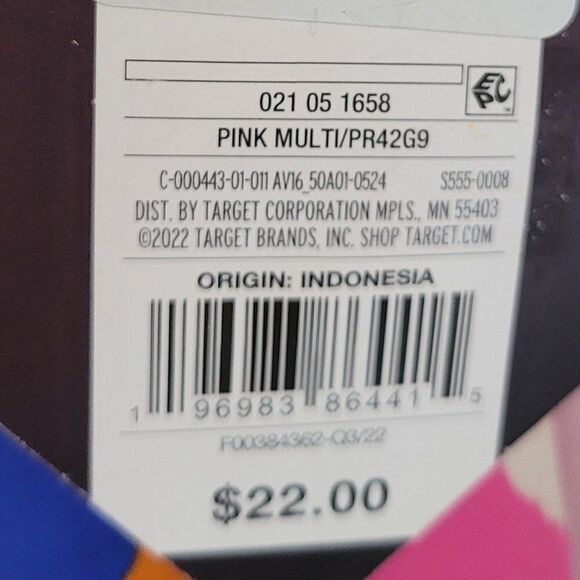 EPC
021 05 1658
PINK MULTI/PR42G9
C-000443-01-011 AV16_50A01-0524 S555-0008
DIST. BY TARGET CORPORATION MPLS., MN 55403
©2022 TARGET BRANDS, INC. SHOP TARGET.COM
ORIGIN: INDONESIA
1 96983 86441 5
F00384362-Q3/22
$22.00